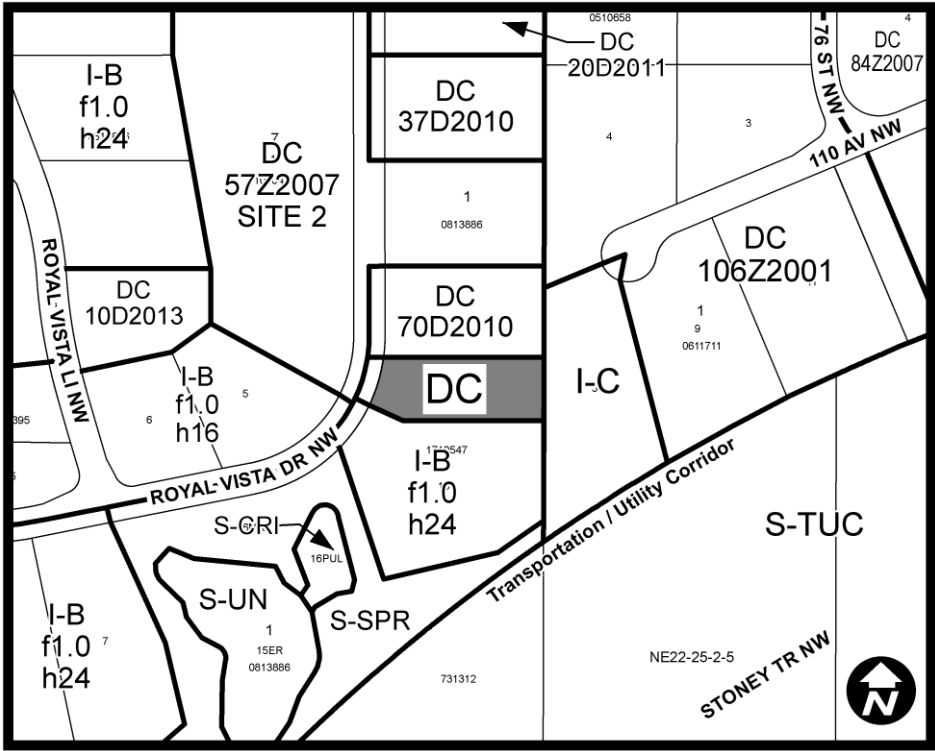 0510658
4
DC
20D2011
76 ST NW
DC
84Z2007
I-B
f1.0
h24
DC
37D2010
7
DC
57Z2007
SITE 2
4
3
110 AV NW
1
0813886
ROYAL VISTA LI NW
DC
10D2013
DC
70D2010
DC
106Z2001
1
9
0611711
I-B
f1.0
h16
5
6
395
DC
I-C
ROYAL VISTA DR NW
I-B
f1.0
h24
S-CRI
16PUL
Transportation / Utility Corridor
S-TUC
S-UN
1
15ER
0813886
S-SPR
I-B
f1.0
h24
7
731312
NE22-25-2-5
STONEY TR NW
N